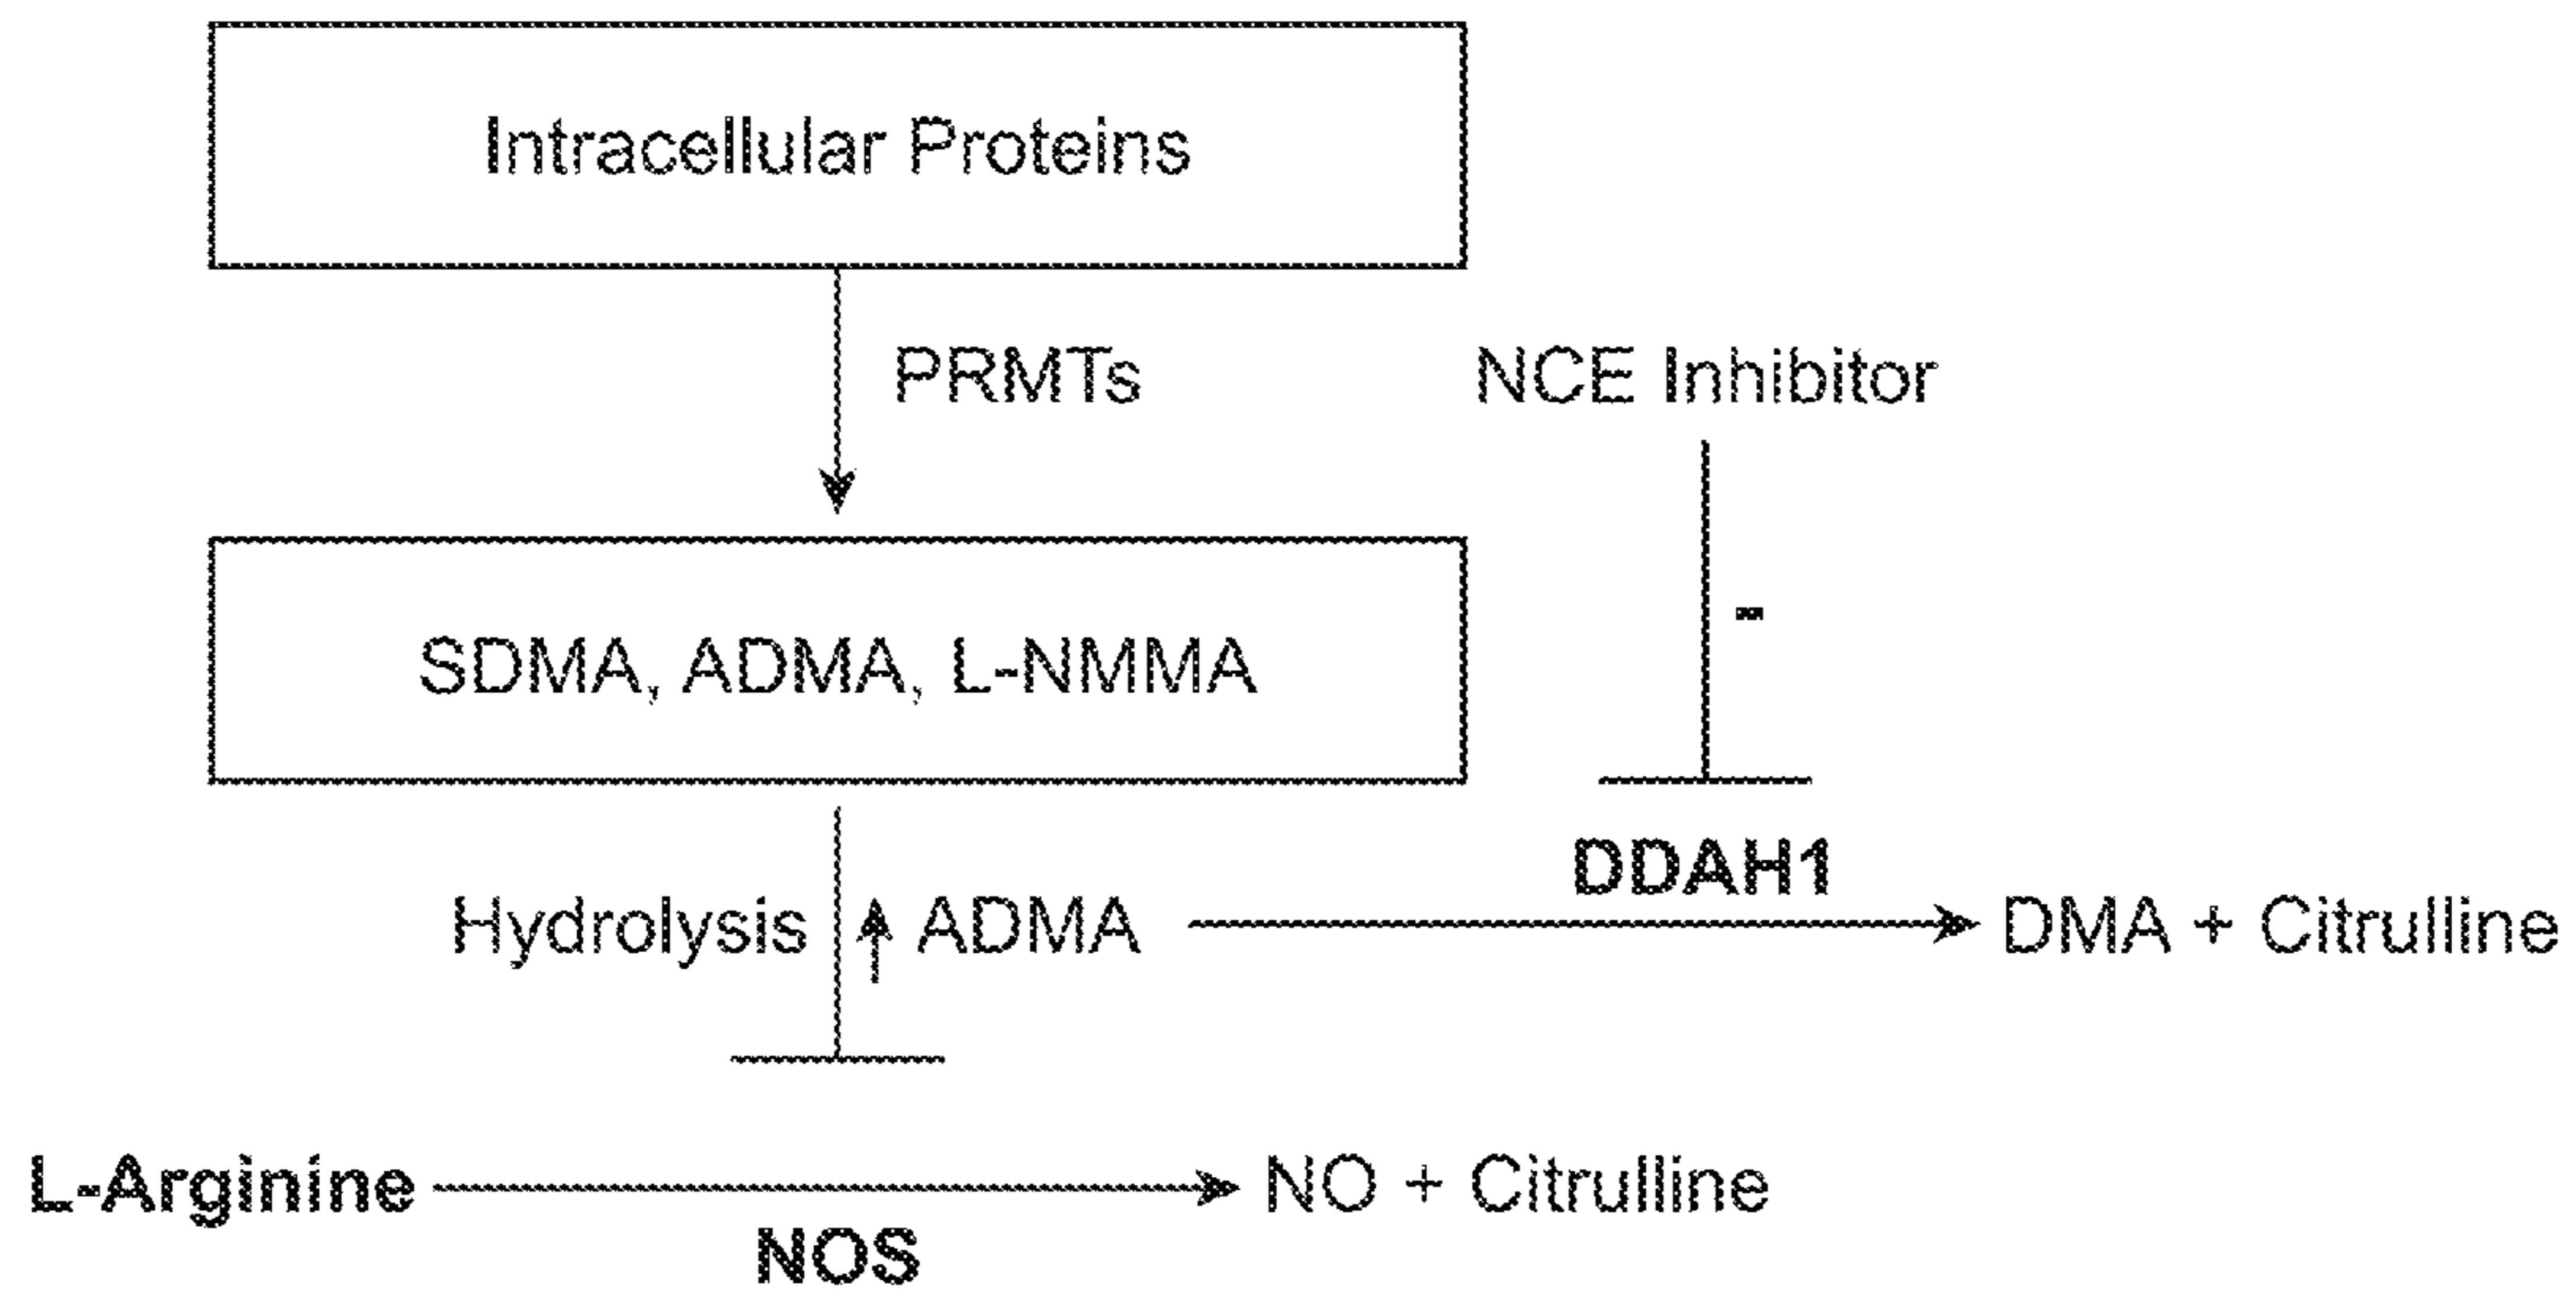 Intracellular Proteins
PRMTs
NCE Inhibitor
-
SDMA, ADMA, L-NMMA
DDAH1
Hydrolysis ↑ ADMA
DMA + Citrulline
L-Arginine
NO + Citrulline
NOS